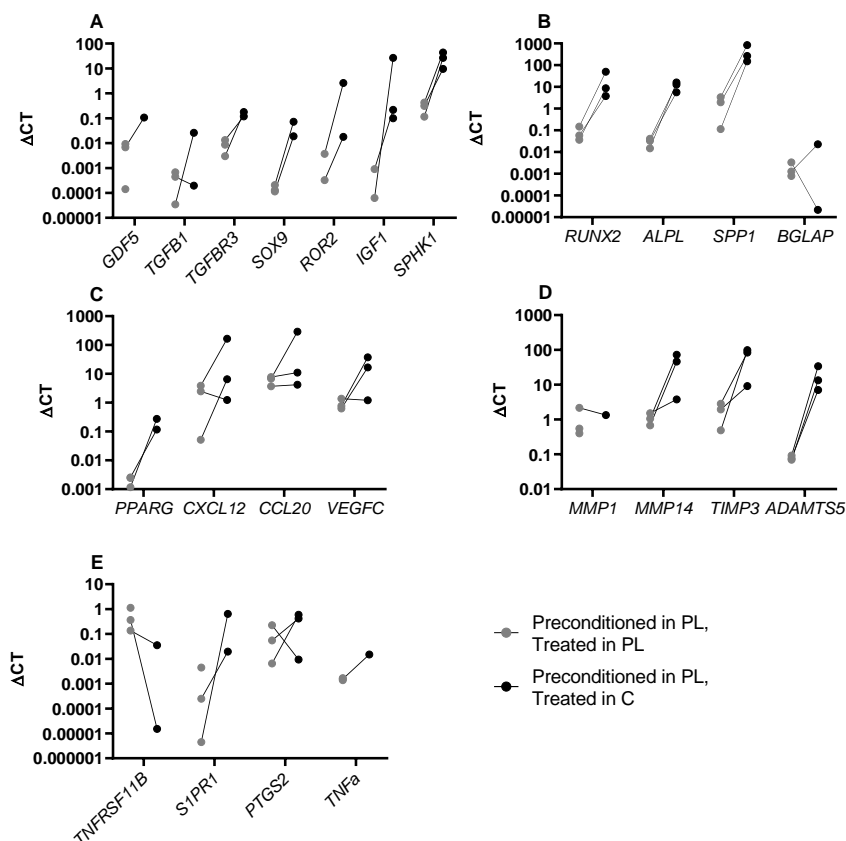 A
100
10
1
0.1
0.01
0.001
0.0001
0.00001
ΔCT
GDF5
TGFB1
TGFBR3
SOX9
ROR2
IGF1
SPHK1
B
1000
100
10
1
0.1
0.01
0.001
0.0001
0.00001
ΔCT
RUNX2
ALPL
SPP1
BGLAP
C
1000
100
10
1
0.1
0.01
0.001
ΔCT
PPARG
CXCL12
CCL20
VEGFC
D
1000
100
10
1
0.1
0.01
ΔCT
MMP1
MMP14
TIMP3
ADAMTS5
E
10
1
0.1
0.01
0.001
0.0001
0.00001
0.000001
ΔCT
TNFRSF11B
S1PR1
PTGS2
TNFa
Preconditioned in PL,
Treated in PL
Preconditioned in PL,
Treated in C